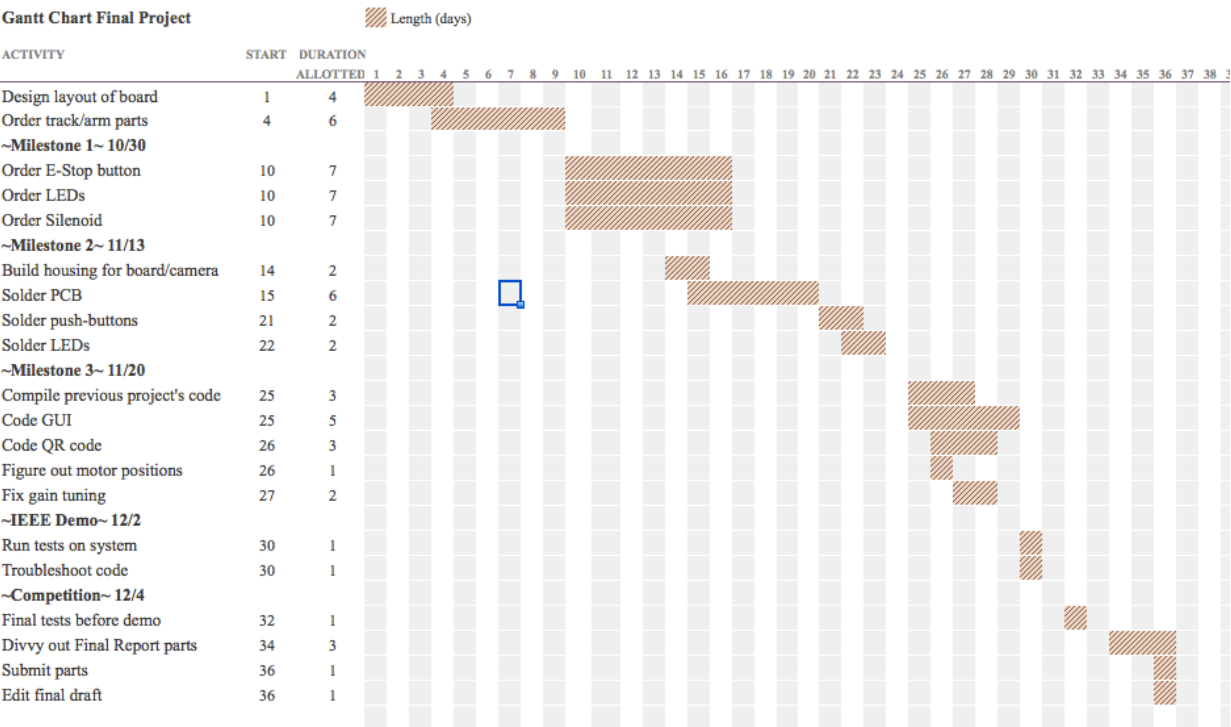 Gantt Chart Final Project Length (days)
ACTIVITY START DURATION
ALLOTTED 1 2 3 4 5 6 7 8 9 10 11 12 13 14 15 16 17 18 19 20 21 22 23 24 25 26 27 28 29 30 31 32 33 34 35 36 37 38
Design layout of board 1 4
Order track/arm parts 4 6
~Milestone 1~ 10/30
Order E-Stop button 10 7
Order LEDs 10 7
Order Silenoid 10 7
~Milestone 2~ 11/13
Build housing for board/camera 14 2
Solder PCB 15 6
Solder push-buttons 21 2
Solder LEDs 22 2
~Milestone 3~ 11/20
Compile previous project's code 25 3
Code GUI 25 5
Code QR code 26 3
Figure out motor positions 26 1
Fix gain tuning 27 2
~IEEE Demo~ 12/2
Run tests on system 30 1
Troubleshoot code 30 1
~Competition~ 12/4
Final tests before demo 32 1
Divvy out Final Report parts 34 3
Submit parts 36 1
Edit final draft 36 1